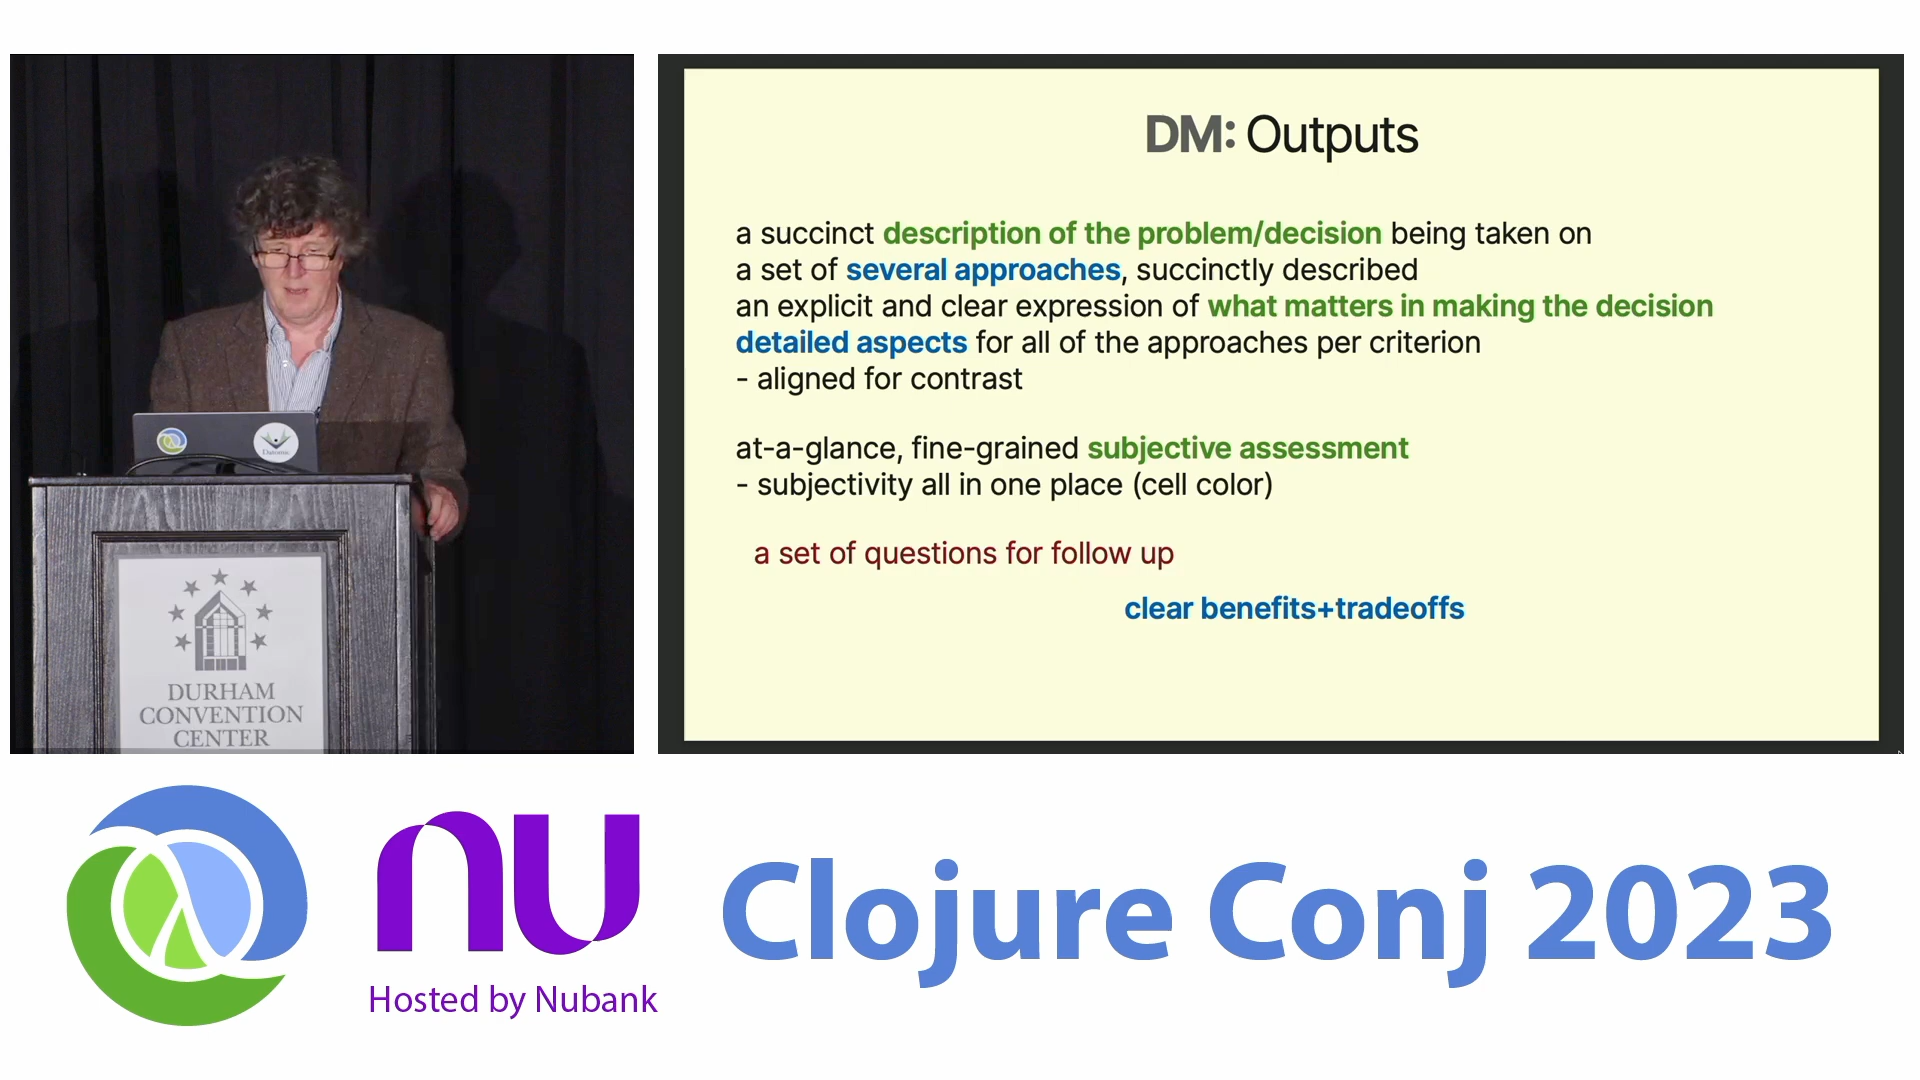 DM: Outputs
a succinct description of the problem/decision being taken on
a set of several approaches, succinctly described
an explicit and clear expression of what matters in making the decision
detailed aspects for all of the approaches per criterion
- aligned for contrast
at-a-glance, fine-grained subjective assessment
- subjectivity all in one place (cell color)
a set of questions for follow up
clear benefits+tradeoffs
Datomic
DURHAM
CONVENTION
CENTER
nu
Hosted by Nubank
Clojure Conj 2023